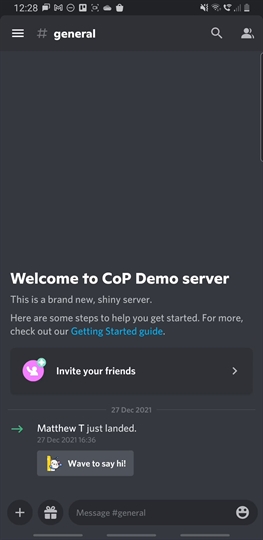 12:28
# general
Welcome to CoP Demo server
This is a brand new, shiny server.
Here are some steps to help you get started. For more,
check out our Getting Started guide.
Invite your friends
27 Dec 2021
Matthew T just landed.
27 Dec 2021 16:36
Wave to say hi!
Message #general